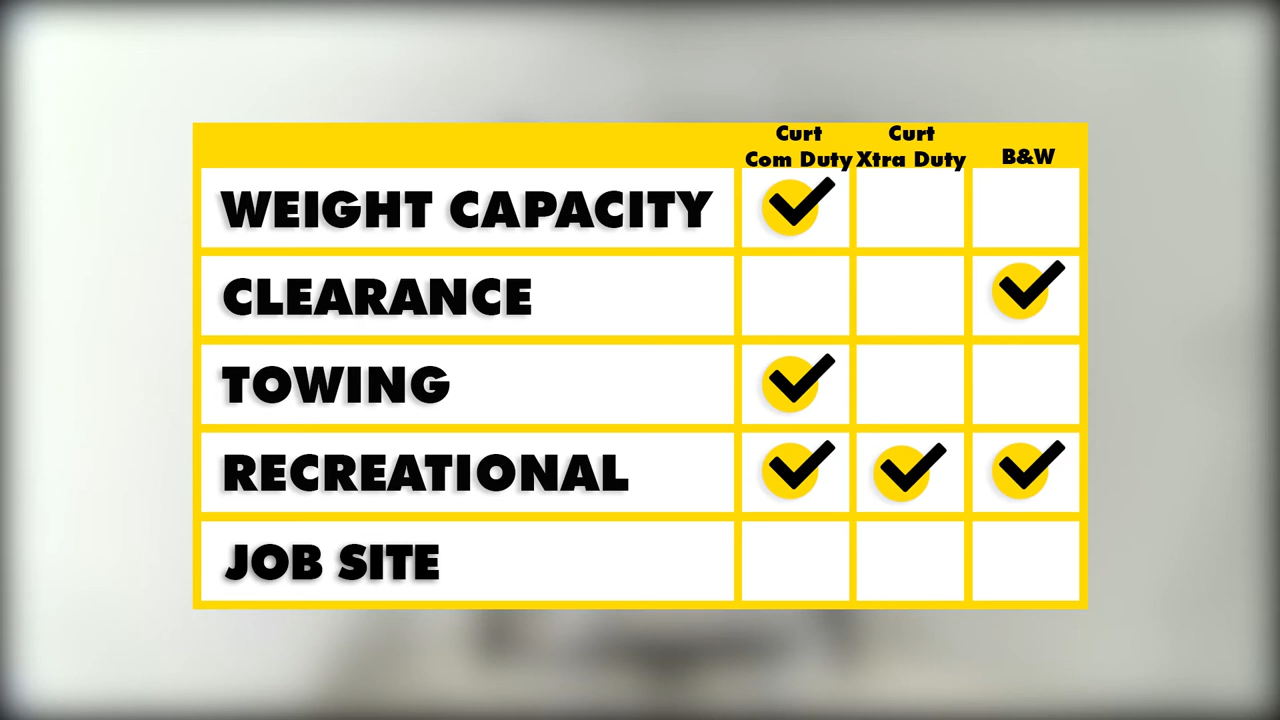 Curt
Com Duty
Curt
Xtra Duty
B&W
WEIGHT CAPACITY
CLEARANCE
TOWING
RECREATIONAL
JOB SITE